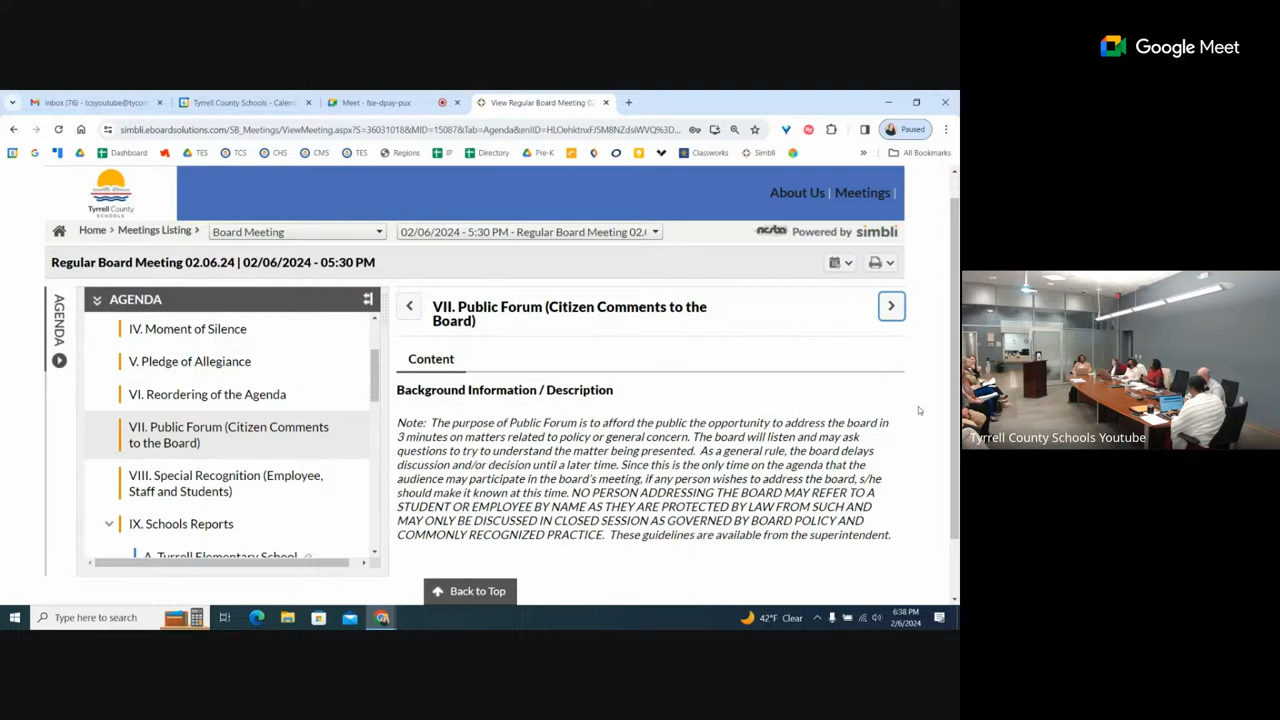 Google Meet
Inbox (76) - tcsyoutube@tycom
Tyrrell County Schools - Calend
Meet - fse-dpay-pux
View Regular Board Meeting 02
simbli.eboardsolutions.com/SB_Meetings/ViewMeeting.aspx?S=36031018&MID=15087&Tab=Agenda&enIID=HLOehktnxFJ5M8NZdsiWVQ%3D...
Paused
Dashboard
TES
TCS
CHS
CMS
TES
Regions
IP
Directory
Pre-K
Classworks
Simbli
All Bookmarks
Tyrrell County
SCHOOLS
About Us | Meetings |
Home > Meetings Listing >
Board Meeting
02/06/2024 - 5:30 PM - Regular Board Meeting 02.
ncsba Powered by simbli
Regular Board Meeting 02.06.24 | 02/06/2024 - 05:30 PM
AGENDA
AGENDA
IV. Moment of Silence
V. Pledge of Allegiance
VI. Reordering of the Agenda
VII. Public Forum (Citizen Comments
to the Board)
VIII. Special Recognition (Employee,
Staff and Students)
IX. Schools Reports
A. Tyrrell Elementary School
VII. Public Forum (Citizen Comments to the
Board)
Content
Background Information / Description
Note: The purpose of Public Forum is to afford the public the opportunity to address the board in
3 minutes on matters related to policy or general concern. The board will listen and may ask
questions to try to understand the matter being presented. As a general rule, the board delays
discussion and/or decision until a later time. Since this is the only time on the agenda that the
audience may participate in the board's meeting, if any person wishes to address the board, s/he
should make it known at this time. NO PERSON ADDRESSING THE BOARD MAY REFER TO A
STUDENT OR EMPLOYEE BY NAME AS THEY ARE PROTECTED BY LAW FROM SUCH AND
MAY ONLY BE DISCUSSED IN CLOSED SESSION AS GOVERNED BY BOARD POLICY AND
COMMONLY RECOGNIZED PRACTICE. These guidelines are available from the superintendent.
Back to Top
Tyrrell County Schools Youtube
Type here to search
42°F Clear
6:38 PM
2/6/2024